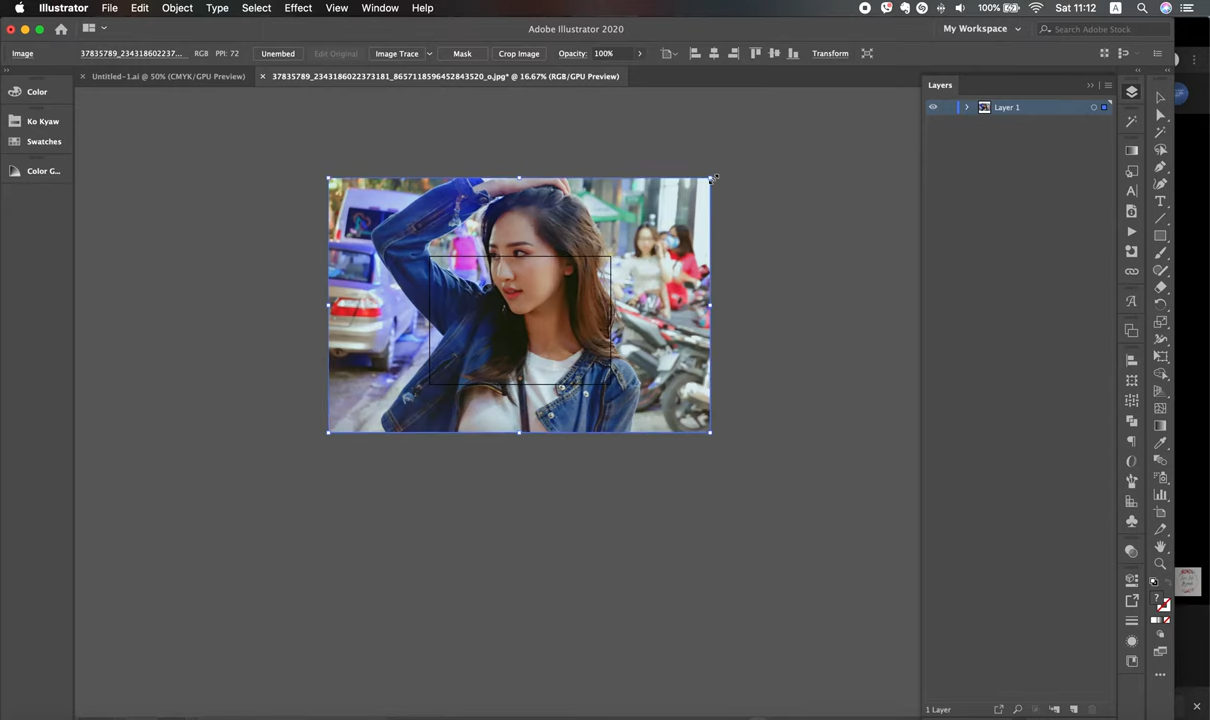 Illustrator File Edit Object Type Select Effect View Window Help 100% Sat 11:12 A
Adobe Illustrator 2020 My Workspace Search Adobe Stock
Image 37835789_234318602237... RGB PPI: 72 Unembed Edit Original Image Trace Mask Crop Image Opacity: 100% Transform
Untitled-1.ai @ 50% (CMYK/GPU Preview) 37835789_2343186022373181_8657118596452843520_o.jpg* @ 16.67% (RGB/GPU Preview)
Layers
Color
Layer 1
Ko Kyaw
Swatches
Color G...
1 Layer